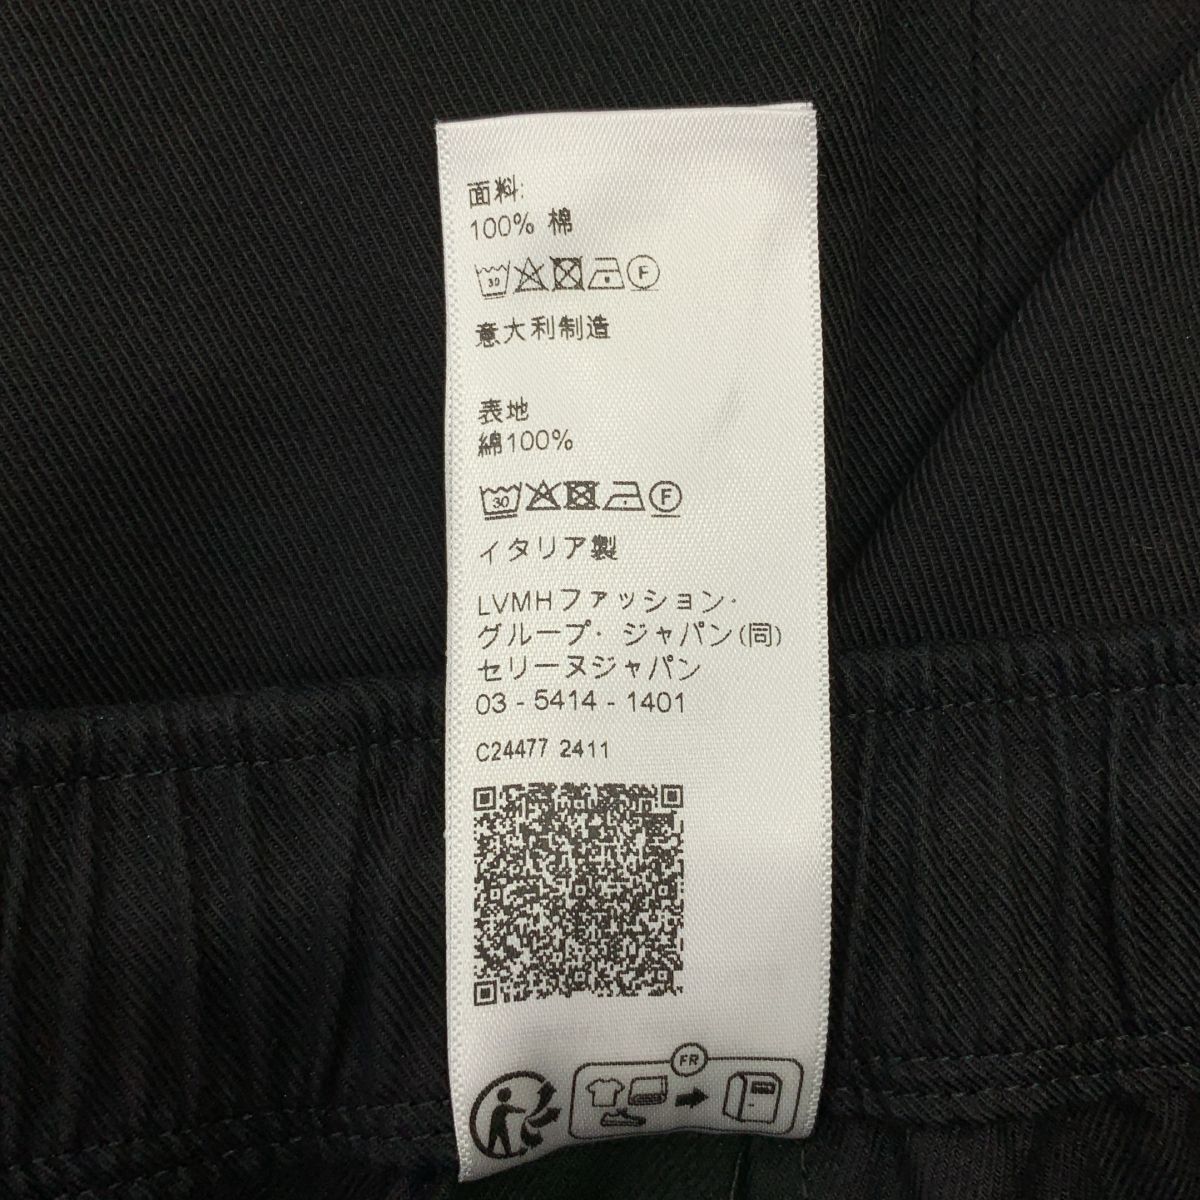 面料:
100% 棉
30 F
意大利制造
表地
綿100%
30 F
イタリア製
LVMHファッション・
グループ・ジャパン(同)
セリーヌジャパン
03 - 5414 - 1401
C24477 2411
FR